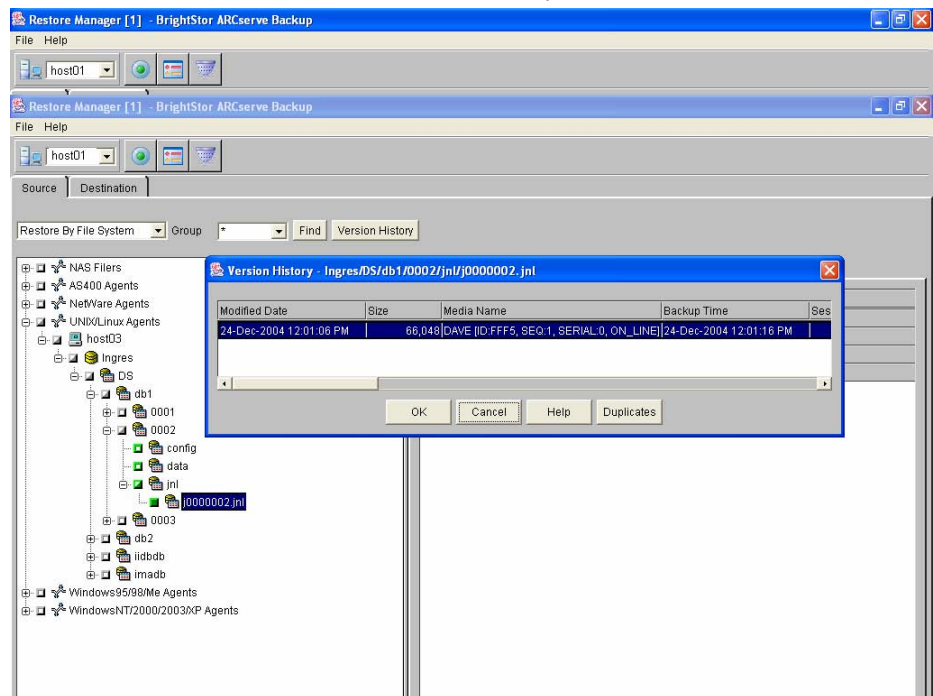 Restore Manager [1] - BrightStor ARCserve Backup
File Help
host01
Restore Manager [1] - BrightStor ARCserve Backup
File Help
host01
Source Destination
Restore By File System Group * Find Version History
NAS Filers
AS400 Agents
NetWare Agents
UNIX/Linux Agents
host03
Ingres
DS
db1
0001
0002
config
data
jnl
j0000002.jnl
0003
db2
iidbdb
imadb
Windows95/98/Me Agents
WindowsNT/2000/2003/XP Agents
Version History - Ingres/DS/db1/0002/jnl/j0000002.jnl
Modified Date Size Media Name Backup Time Ses
24-Dec-2004 12:01:06 PM 66,048 DAVE [ID:FFF5, SEQ:1, SERIAL:0, ON_LINE] 24-Dec-2004 12:01:16 PM
OK Cancel Help Duplicates